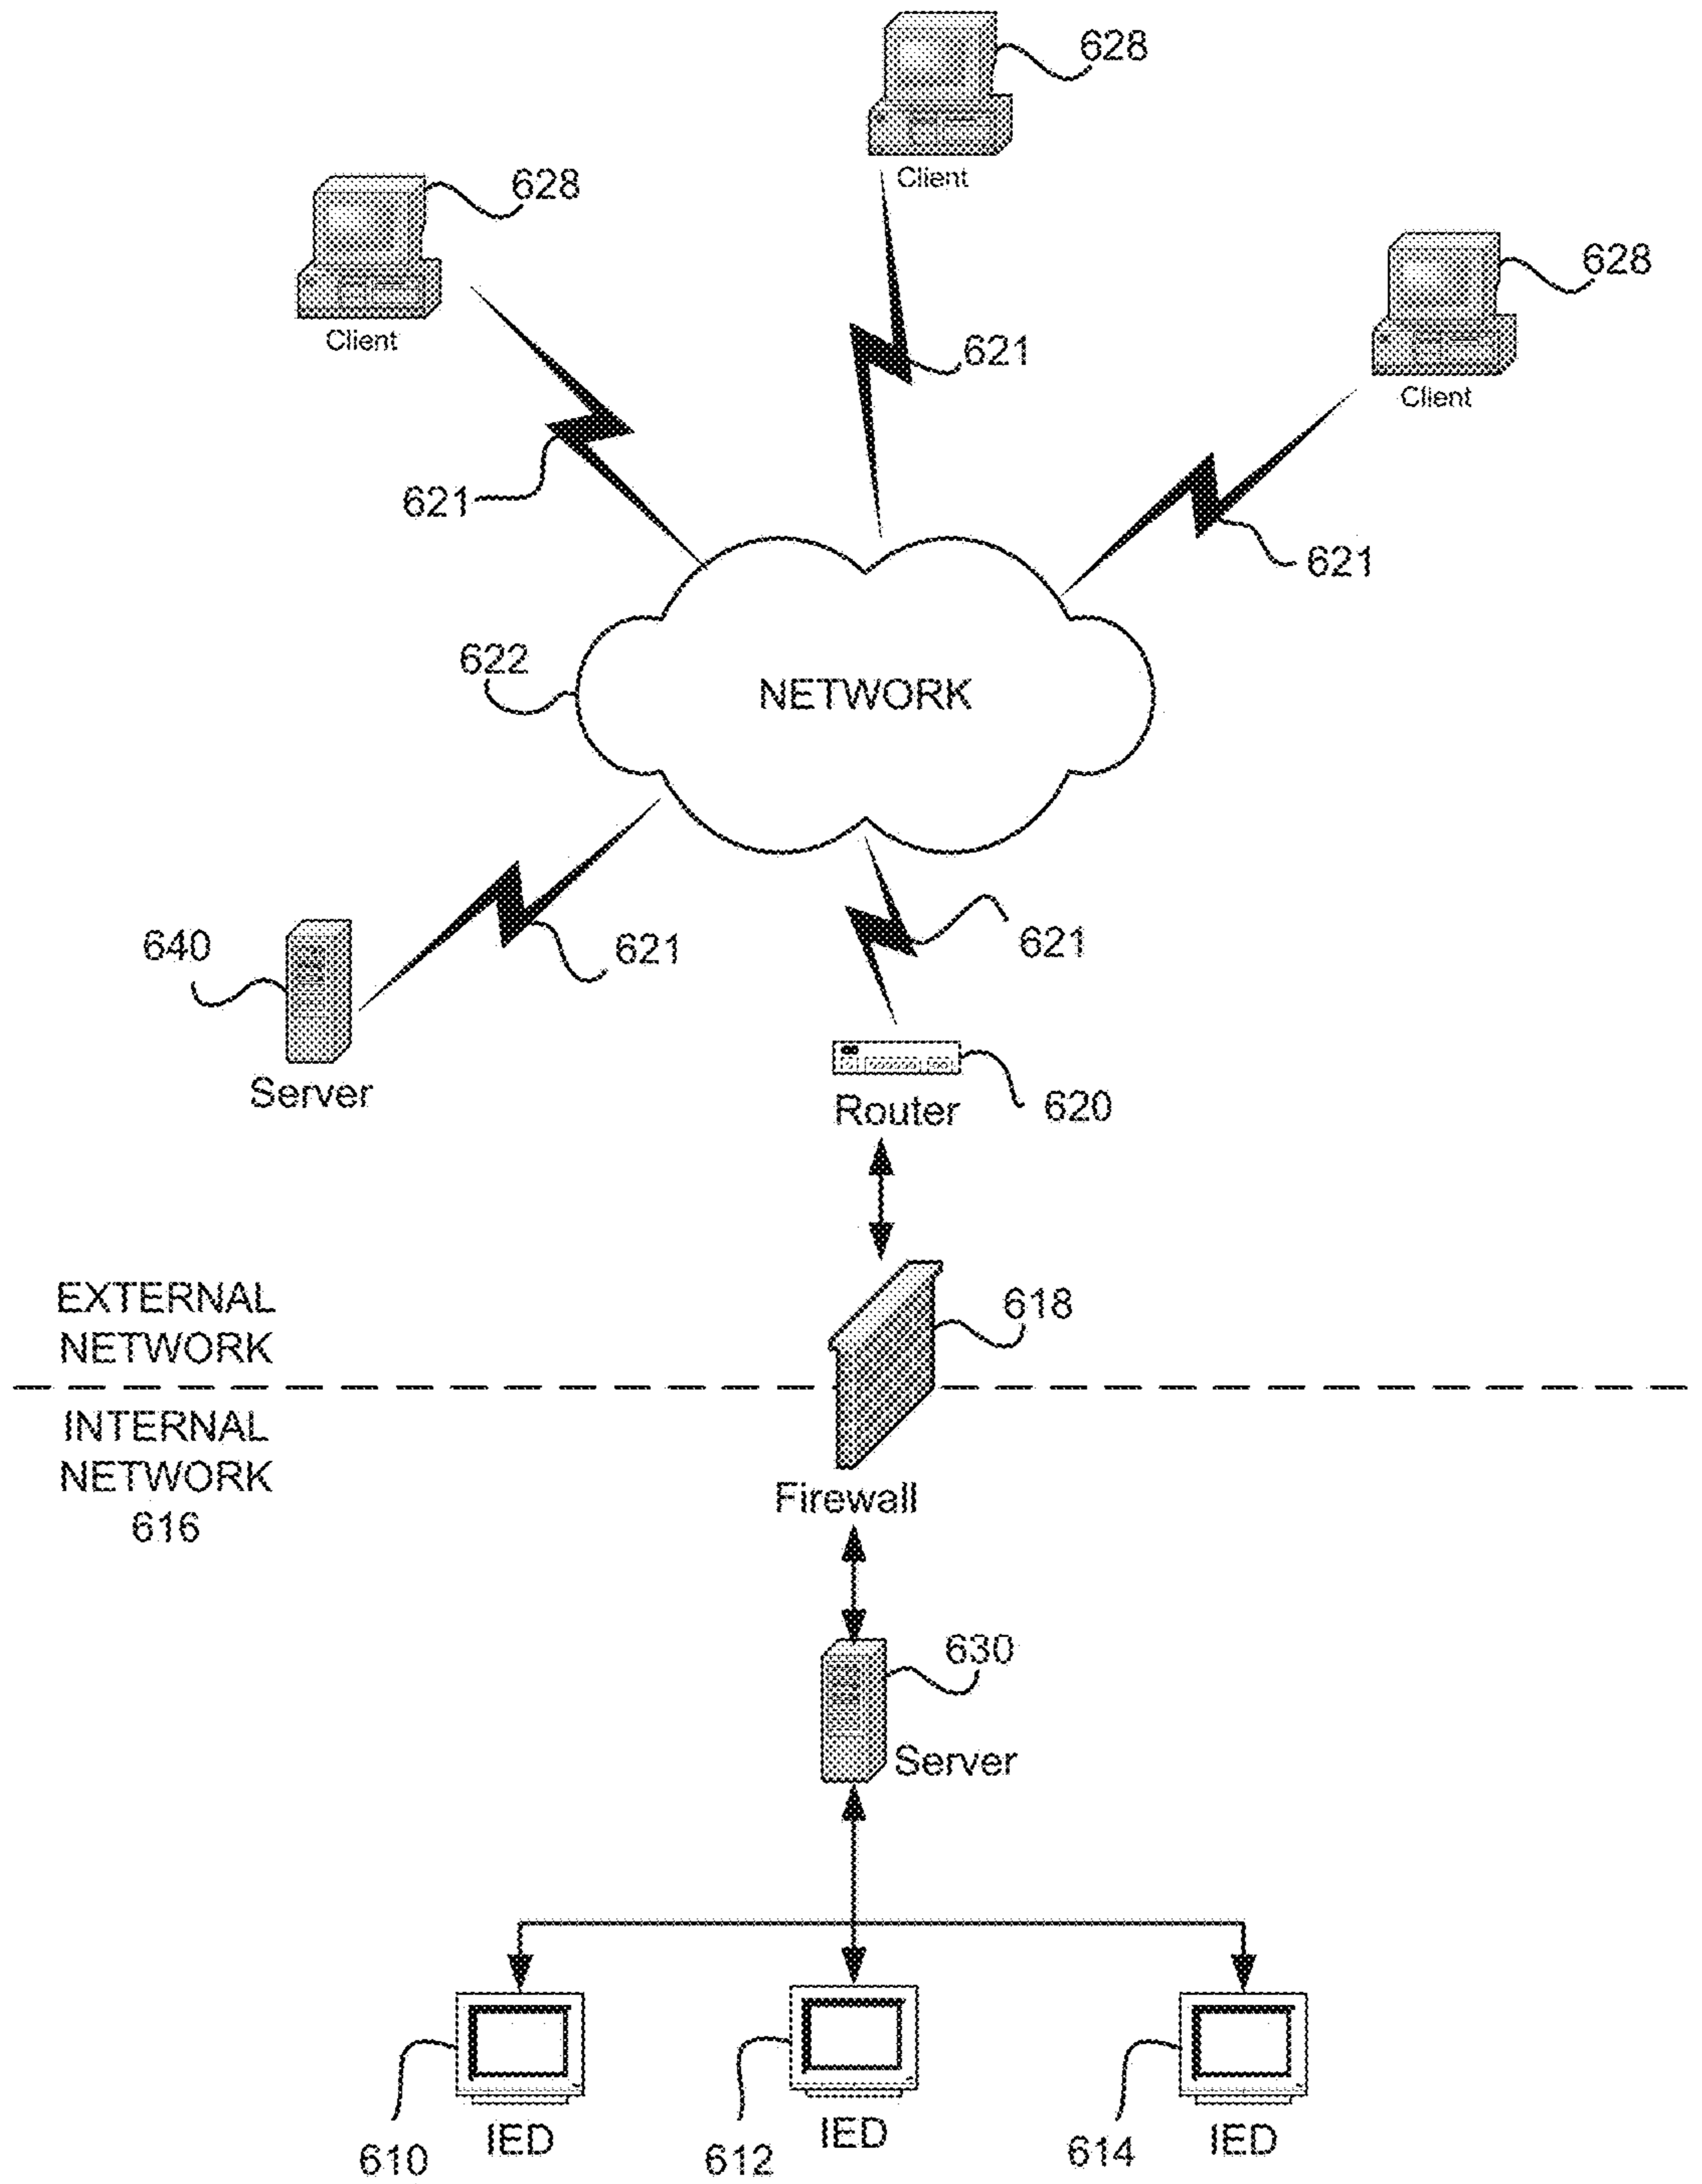 628
Client
628
Client
628
Client
621
621
621
622
NETWORK
640
Server
621
621
Router
620
EXTERNAL
NETWORK
618
INTERNAL
NETWORK
616
Firewall
630
Server
610
IED
612
IED
614
IED